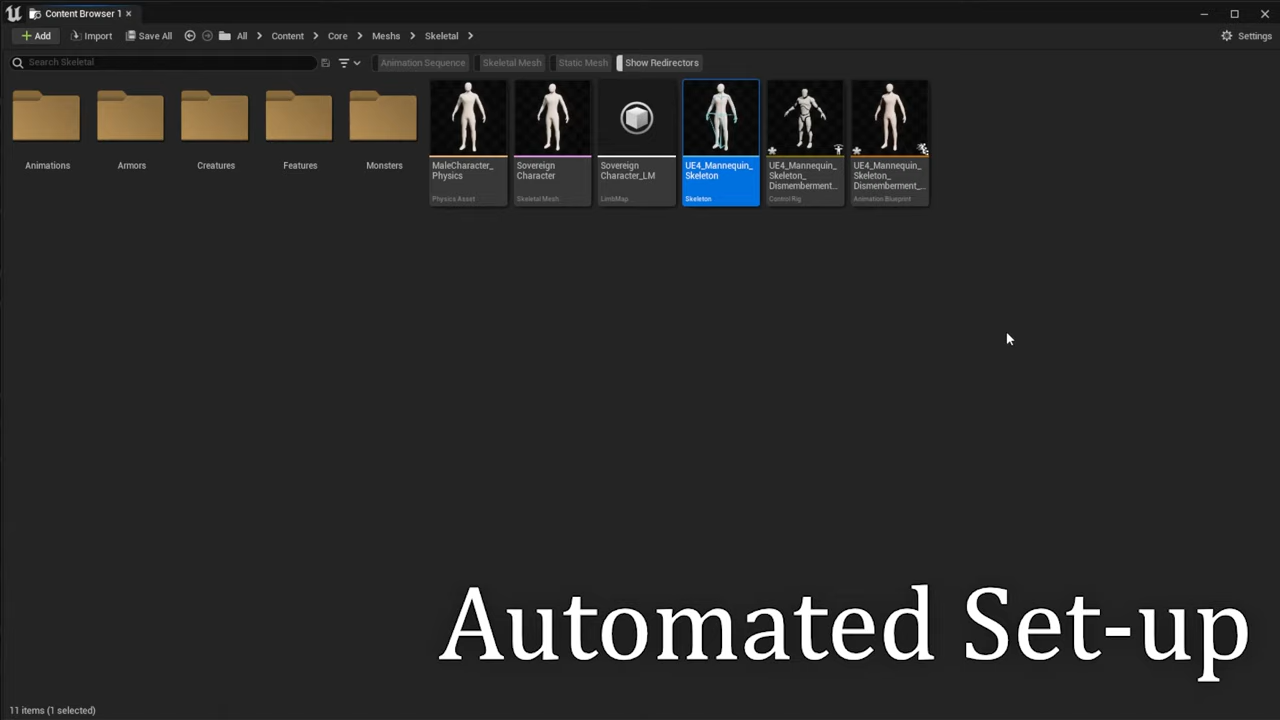 Content Browser 1
Add
Import
Save All
All
Content
Core
Meshes
Skeletal
Settings
Search Skeletal
Animation Sequence
Skeletal Mesh
Static Mesh
Show Redirectors
Animations
Armors
Creatures
Features
Monsters
MaleCharacter_
Physics
Physics Asset
Sovereign
Character
Skeletal Mesh
Sovereign
Character_LM
LimbMap
UE4_Mannequin_
Skeleton
Skeleton
UE4_Mannequin_
Skeleton_
Dismemberment...
Control Rig
UE4_Mannequin_
Skeleton_
Dismemberment_...
Animation Blueprint
Automated Set-up
11 items (1 selected)